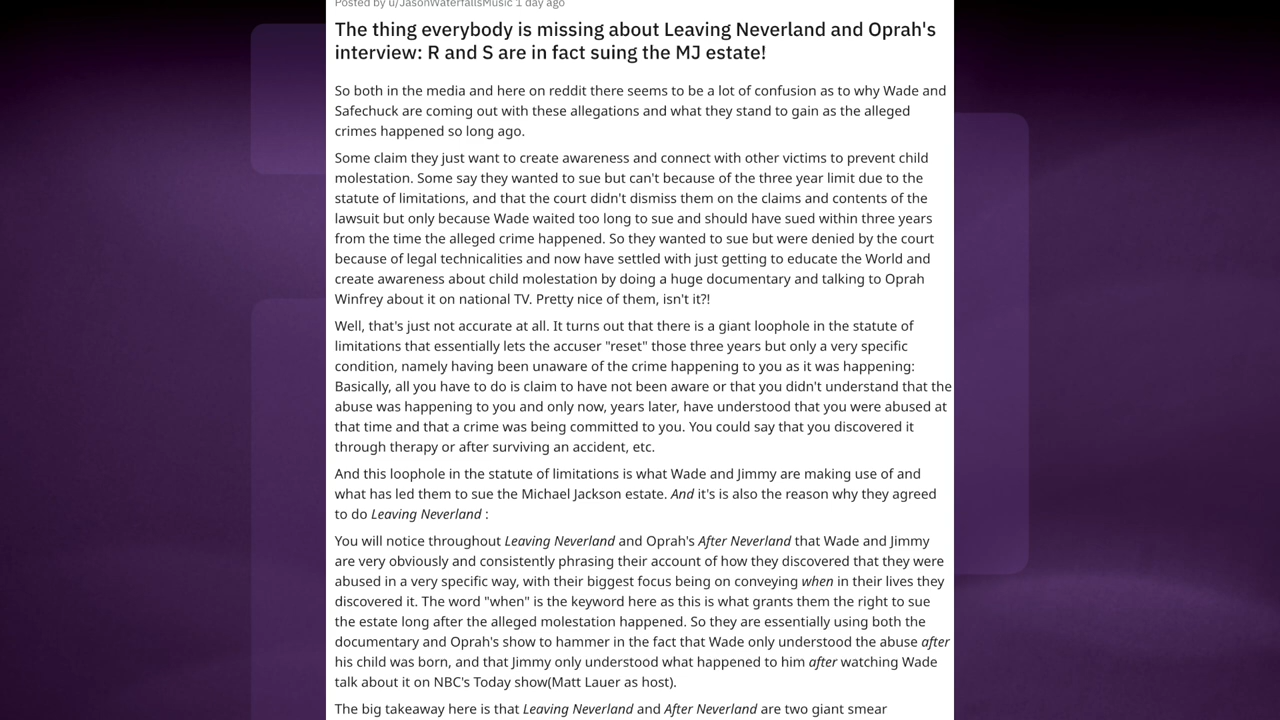 Posted by u/JasonWaterfallsMusic 1 day ago
The thing everybody is missing about Leaving Neverland and Oprah's
interview: R and S are in fact suing the MJ estate!
So both in the media and here on reddit there seems to be a lot of confusion as to why Wade and
Safechuck are coming out with these allegations and what they stand to gain as the alleged
crimes happened so long ago.
Some claim they just want to create awareness and connect with other victims to prevent child
molestation. Some say they wanted to sue but can't because of the three year limit due to the
statute of limitations, and that the court didn't dismiss them on the claims and contents of the
lawsuit but only because Wade waited too long to sue and should have sued within three years
from the time the alleged crime happened. So they wanted to sue but were denied by the court
because of legal technicalities and now have settled with just getting to educate the World and
create awareness about child molestation by doing a huge documentary and talking to Oprah
Winfrey about it on national TV. Pretty nice of them, isn't it?!
Well, that's just not accurate at all. It turns out that there is a giant loophole in the statute of
limitations that essentially lets the accuser "reset" those three years but only a very specific
condition, namely having been unaware of the crime happening to you as it was happening:
Basically, all you have to do is claim to have not been aware or that you didn't understand that the
abuse was happening to you and only now, years later, have understood that you were abused at
that time and that a crime was being committed to you. You could say that you discovered it
through therapy or after surviving an accident, etc.
And this loophole in the statute of limitations is what Wade and Jimmy are making use of and
what has led them to sue the Michael Jackson estate. And it's is also the reason why they agreed
to do Leaving Neverland :
You will notice throughout Leaving Neverland and Oprah's After Neverland that Wade and Jimmy
are very obviously and consistently phrasing their account of how they discovered that they were
abused in a very specific way, with their biggest focus being on conveying when in their lives they
discovered it. The word "when" is the keyword here as this is what grants them the right to sue
the estate long after the alleged molestation happened. So they are essentially using both the
documentary and Oprah's show to hammer in the fact that Wade only understood the abuse after
his child was born, and that Jimmy only understood what happened to him after watching Wade
talk about it on NBC's Today show(Matt Lauer as host).
The big takeaway here is that Leaving Neverland and After Neverland are two giant smear